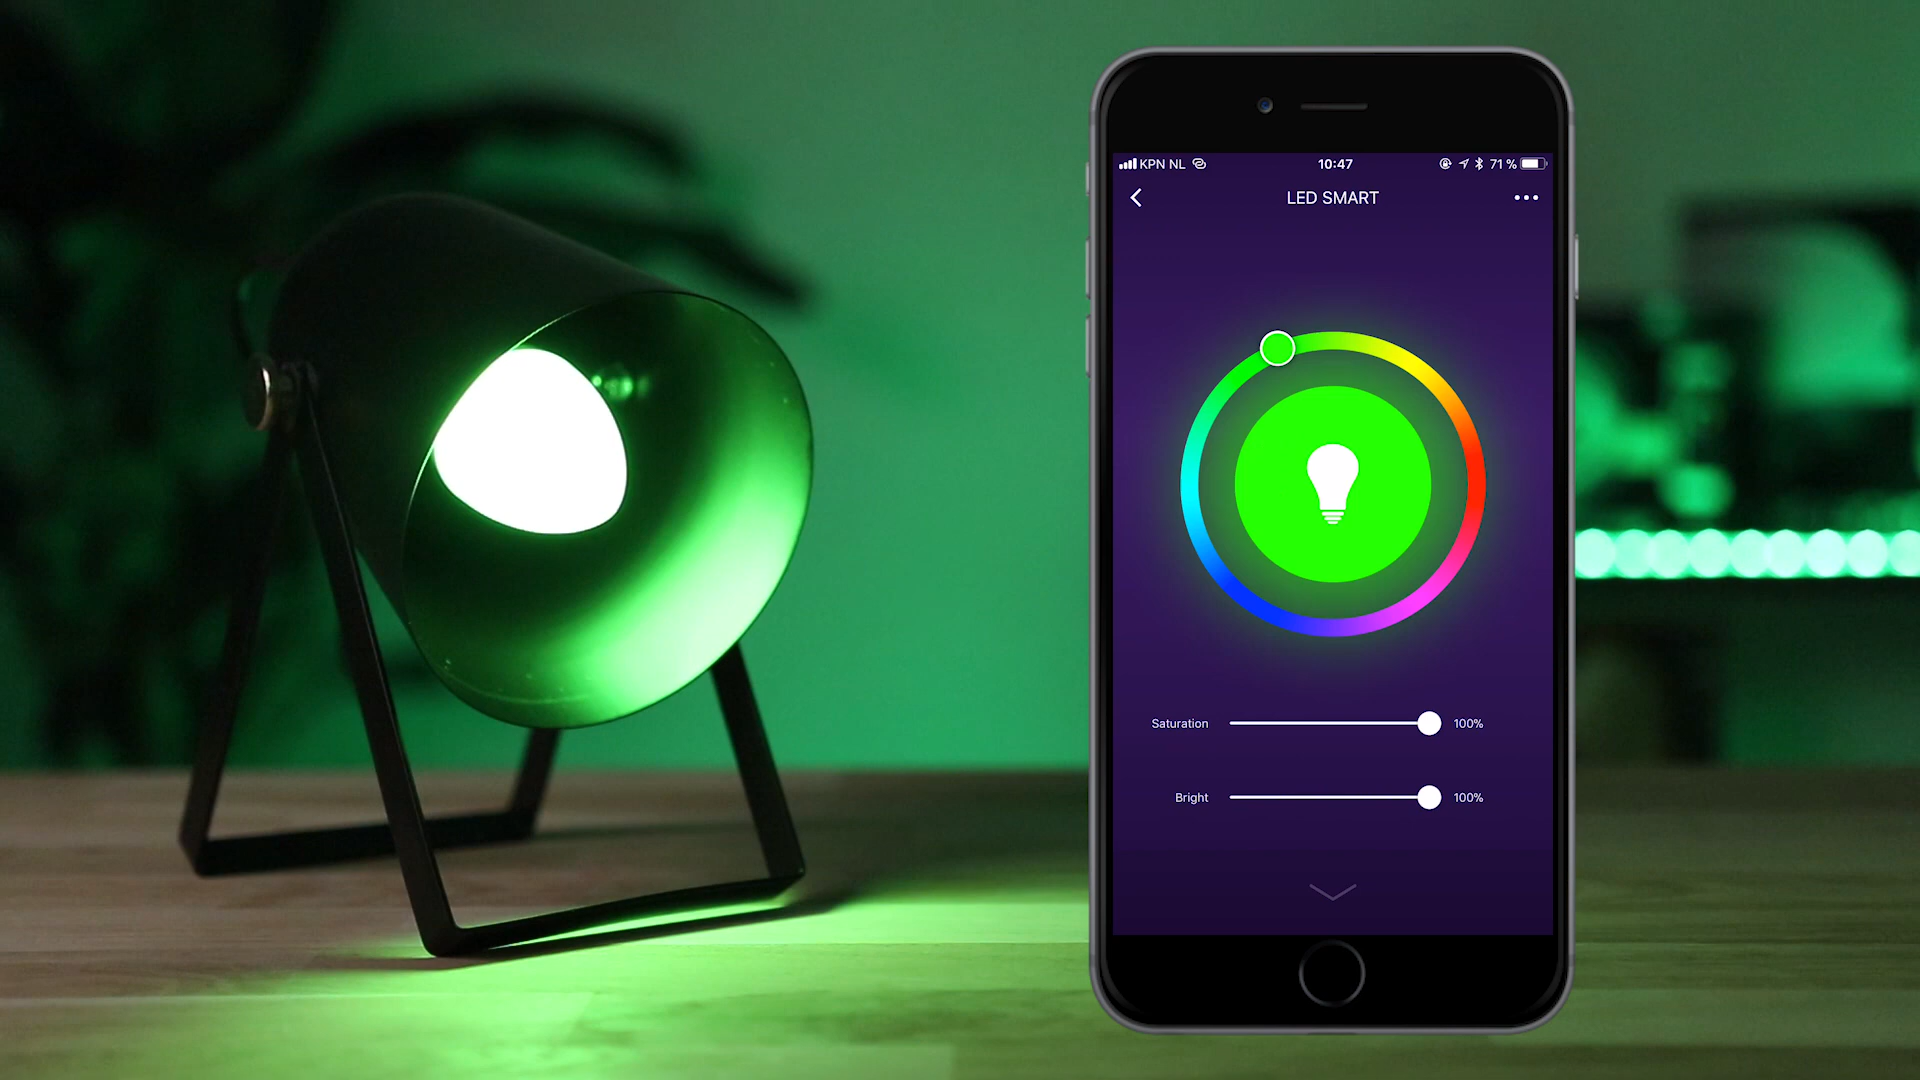 KPN NL 10:47 71 %
LED SMART
Saturation 100%
Bright 100%